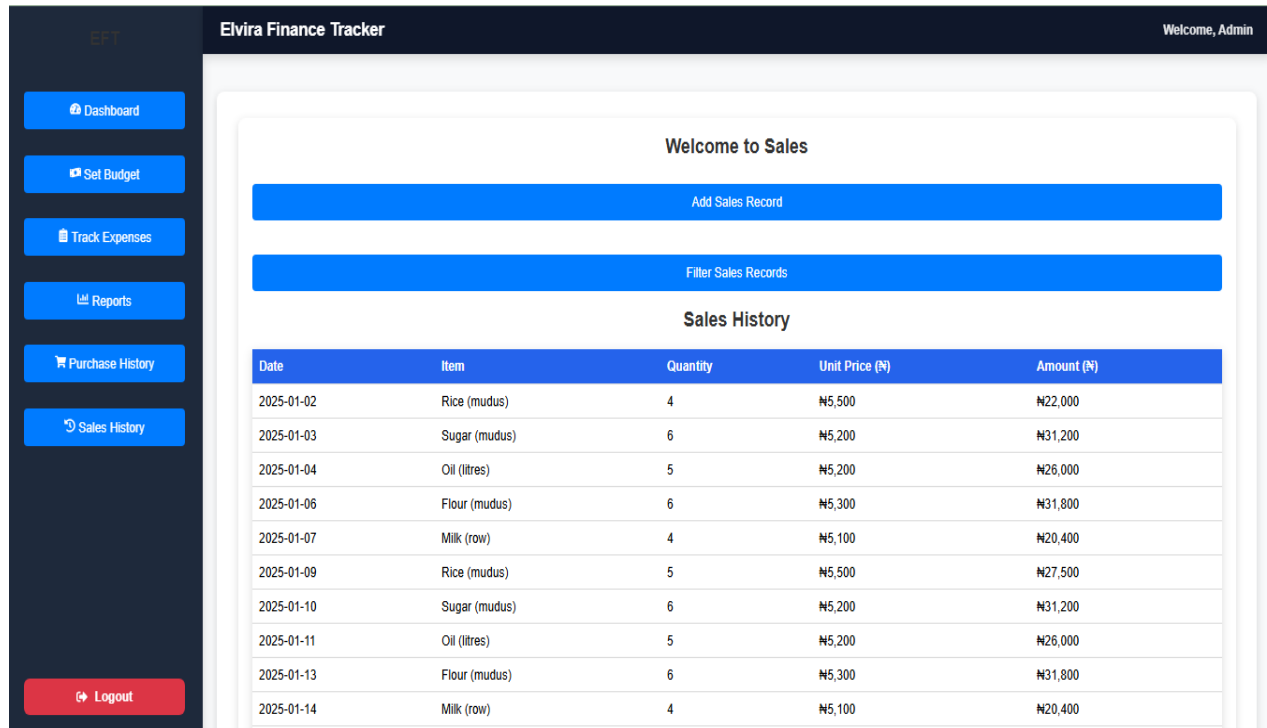 EFT
Elvira Finance Tracker
Welcome, Admin
Dashboard
Set Budget
Track Expenses
Reports
Purchase History
Sales History
Logout
Welcome to Sales
Add Sales Record
Filter Sales Records
Sales History
Date Item Quantity Unit Price (₦) Amount (₦)
2025-01-02 Rice (mudus) 4 ₦5,500 ₦22,000
2025-01-03 Sugar (mudus) 6 ₦5,200 ₦31,200
2025-01-04 Oil (litres) 5 ₦5,200 ₦26,000
2025-01-06 Flour (mudus) 6 ₦5,300 ₦31,800
2025-01-07 Milk (row) 4 ₦5,100 ₦20,400
2025-01-09 Rice (mudus) 5 ₦5,500 ₦27,500
2025-01-10 Sugar (mudus) 6 ₦5,200 ₦31,200
2025-01-11 Oil (litres) 5 ₦5,200 ₦26,000
2025-01-13 Flour (mudus) 6 ₦5,300 ₦31,800
2025-01-14 Milk (row) 4 ₦5,100 ₦20,400